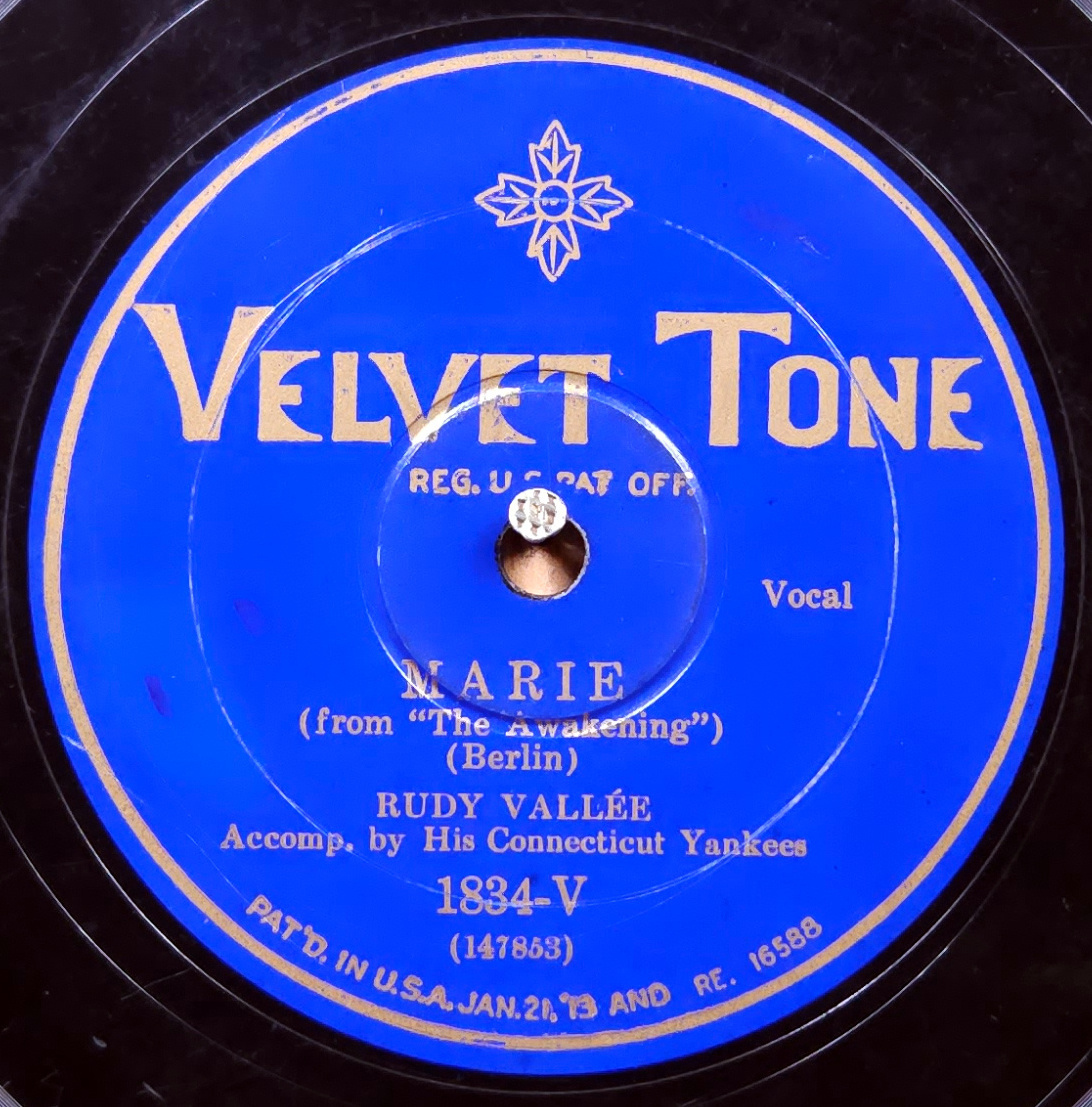 VELVET TONE
REG. U.S. PAT OFF.
Vocal
MARIE
(from “The Awakening”)
(Berlin)
RUDY VALLÉE
Accomp. by His Connecticut Yankees
1834-V
(147853)
PAT'D. IN U.S.A. JAN. 21, '13 AND RE. 16588